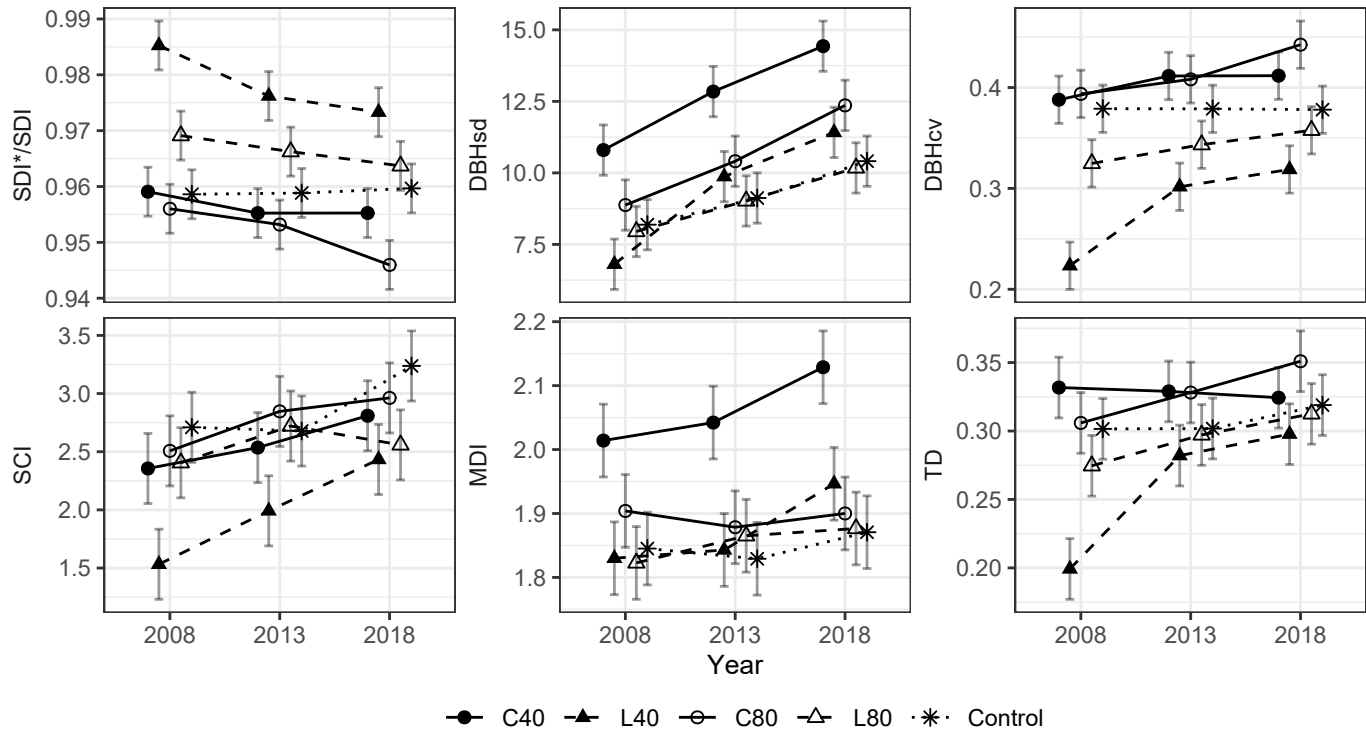 SDI*/SDI
0.99
0.98
0.97
0.96
0.95
0.94
DBHsd
15.0
12.5
10.0
7.5
DBHcv
0.4
0.3
0.2
SCI
3.5
3.0
2.5
2.0
1.5
2008 2013 2018
MDI
2.2
2.1
2.0
1.9
1.8
2008 2013 2018
TD
0.35
0.30
0.25
0.20
2008 2013 2018
Year
C40 L40 C80 L80 Control